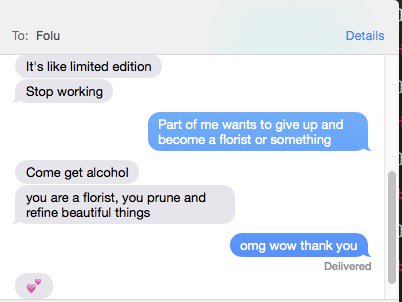 To: Folu
Details
It's like limited edition
Stop working
Part of me wants to give up and
become a florist or something
Come get alcohol
you are a florist, you prune and
refine beautiful things
omg wow thank you
Delivered
💕